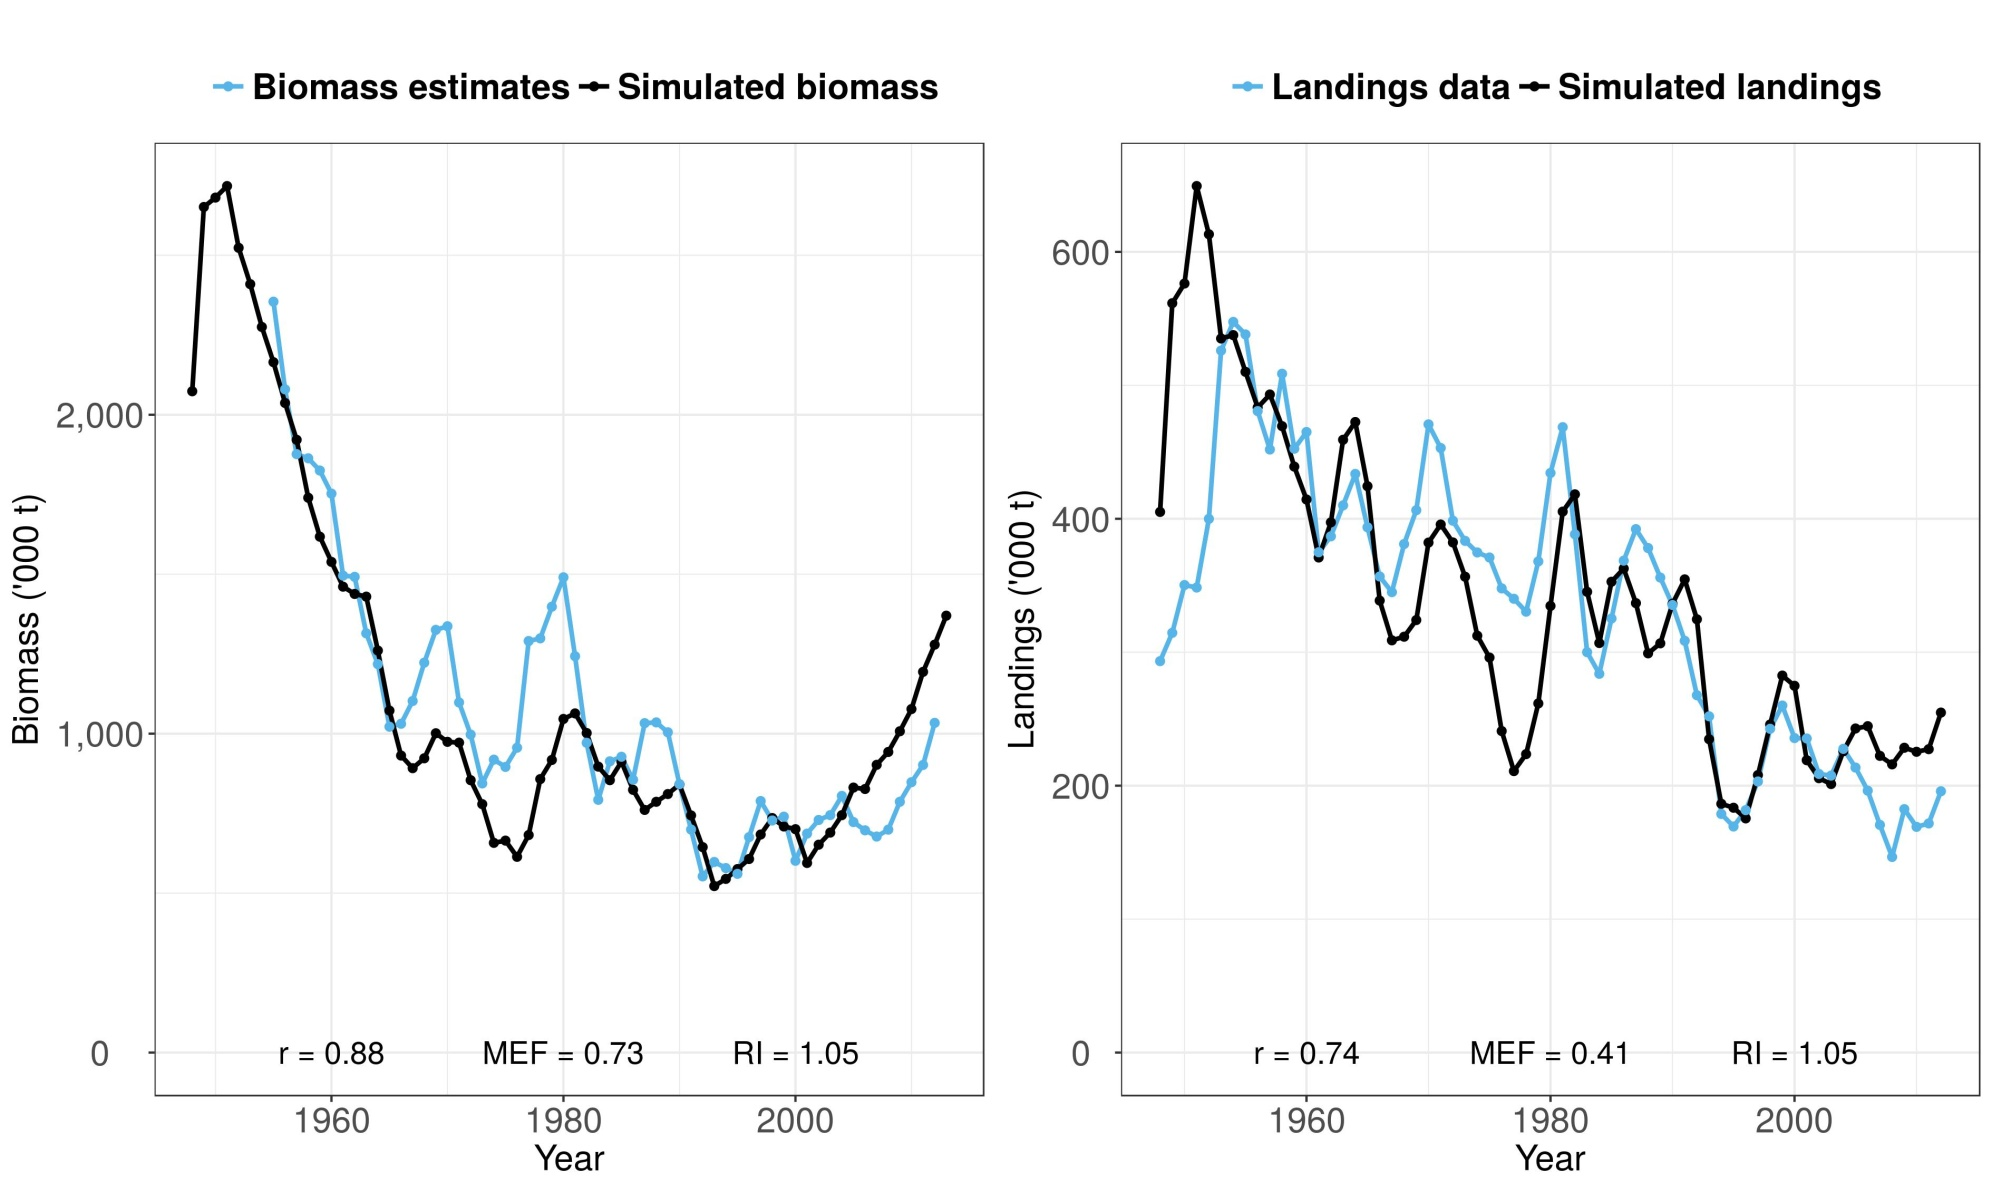 Biomass estimates Simulated biomass
Biomass ('000 t)
2,000
1,000
0
r = 0.88 MEF = 0.73 RI = 1.05
1960 1980 2000
Year
Landings data Simulated landings
Landings ('000 t)
600
400
200
0
r = 0.74 MEF = 0.41 RI = 1.05
1960 1980 2000
Year